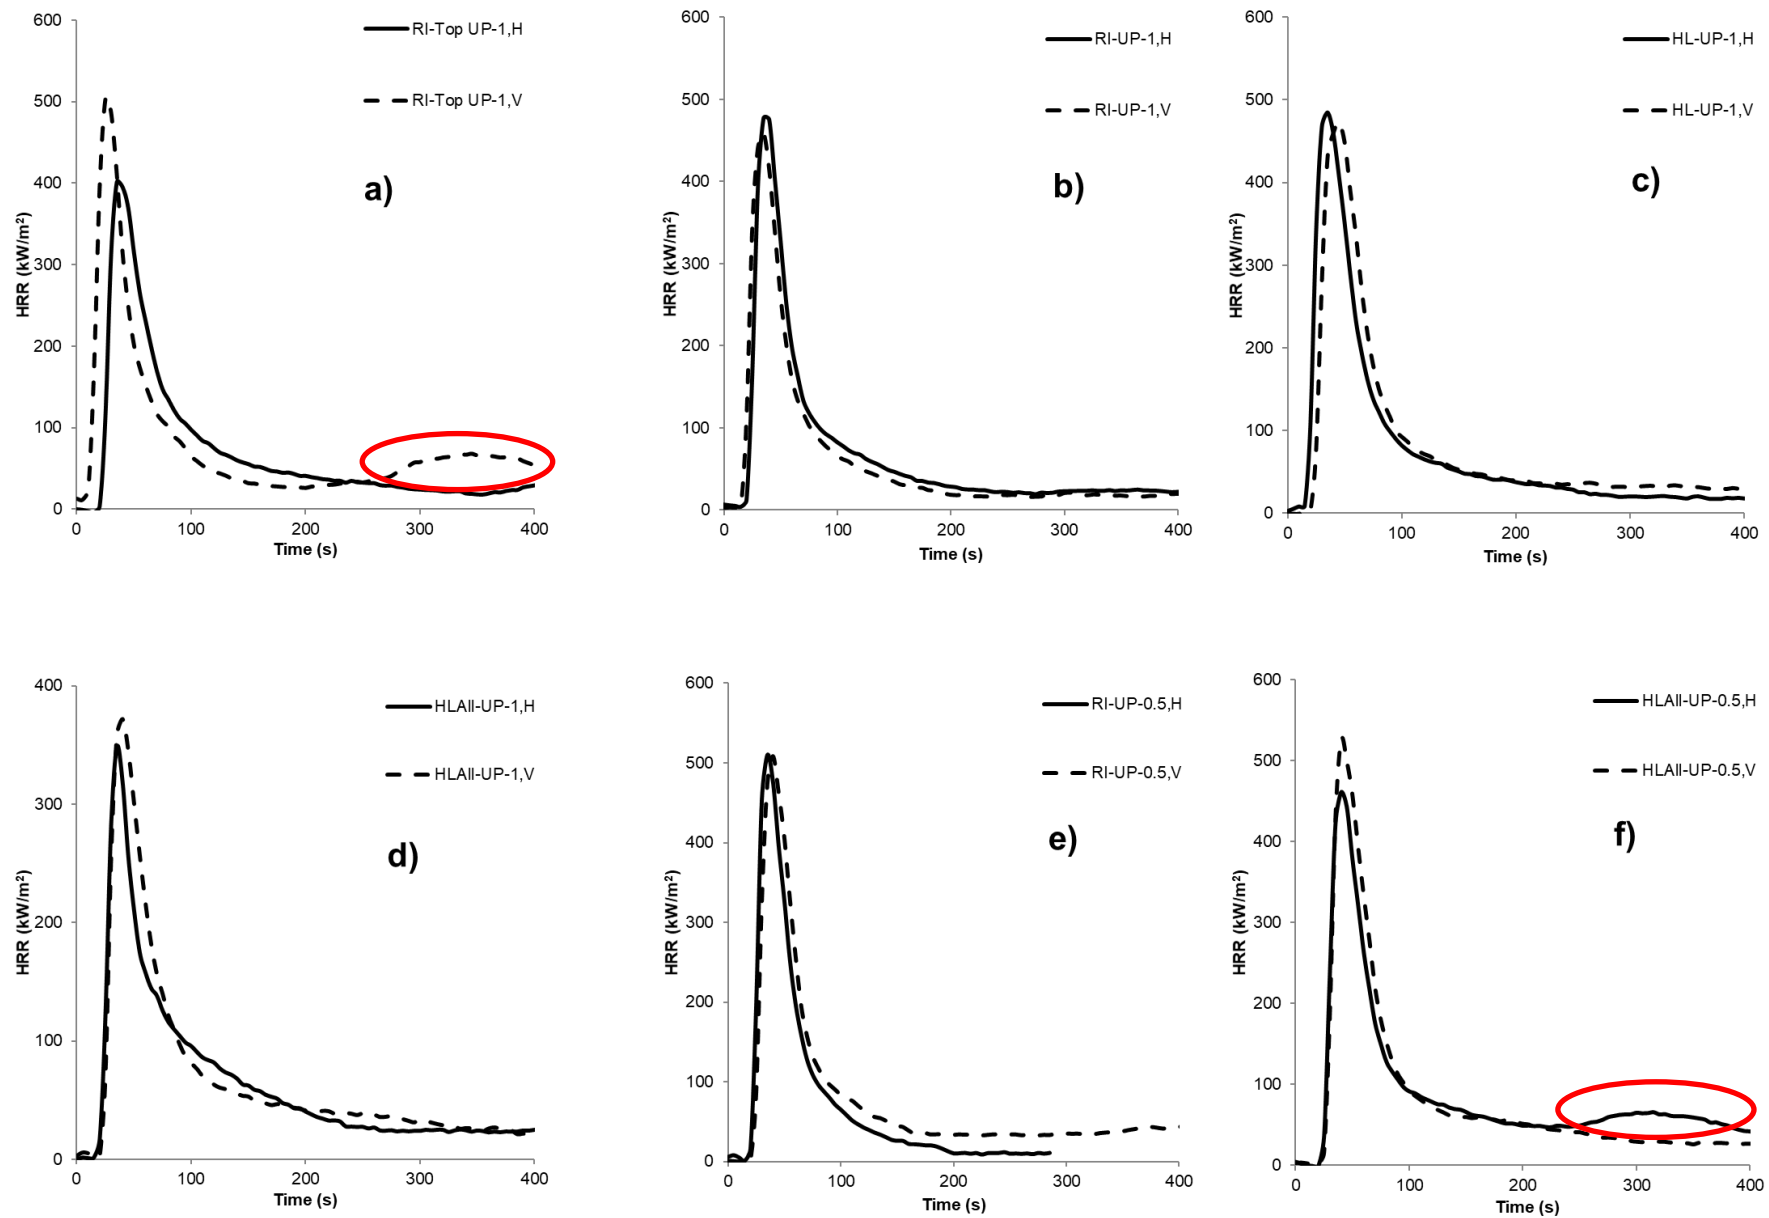 600
500
400
300
200
100
0
0 100 200 300 400
HRR (kW/m²)
Time (s)
RI-Top UP-1,H
RI-Top UP-1,V
a)
600
500
400
300
200
100
0
0 100 200 300 400
HRR (kW/m²)
Time (s)
RI-UP-1,H
RI-UP-1,V
b)
600
500
400
300
200
100
0
0 100 200 300 400
HRR (kW/m²)
Time (s)
HL-UP-1,H
HL-UP-1,V
c)
400
300
200
100
0
0 100 200 300 400
HRR (kW/m²)
Time (s)
HLAII-UP-1,H
HLAII-UP-1,V
d)
600
500
400
300
200
100
0
0 100 200 300 400
HRR (kW/m²)
Time (s)
RI-UP-0.5,H
RI-UP-0.5,V
e)
600
500
400
300
200
100
0
0 100 200 300 400
HRR (kW/m²)
Time (s)
HLAII-UP-0.5,H
HLAII-UP-0.5,V
f)